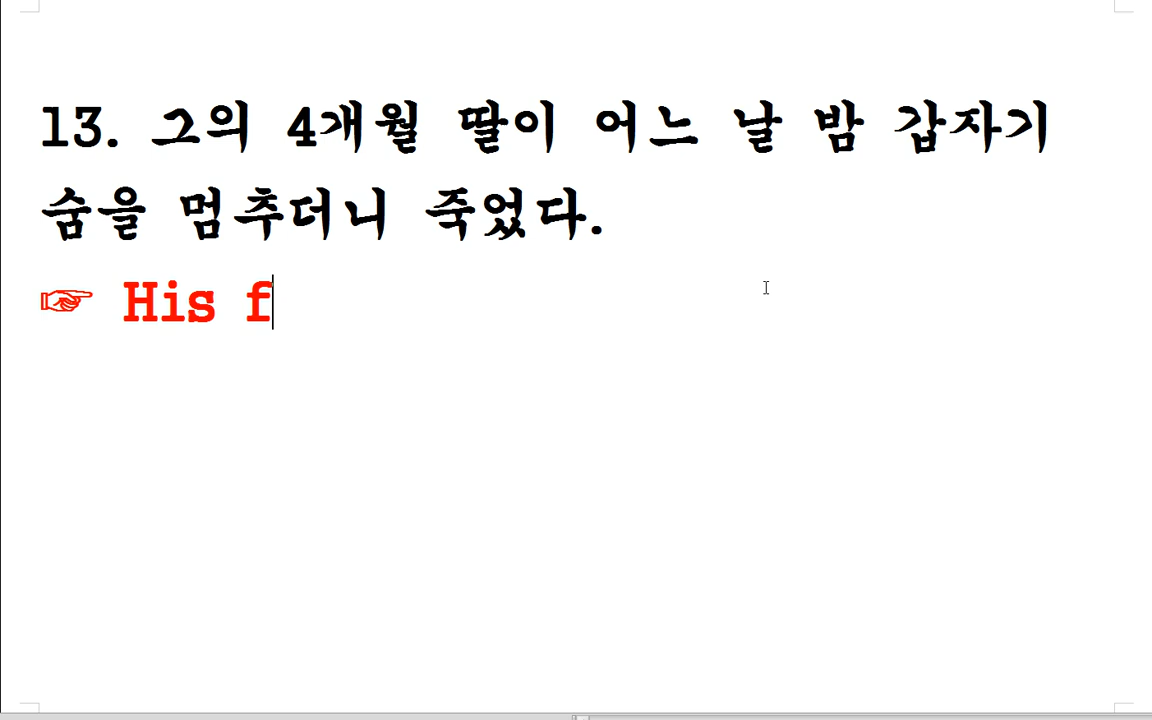 13. 그의 4개월 딸이 어느 날 밤 갑자기
숨을 멈추더니 죽었다.
☞ His f